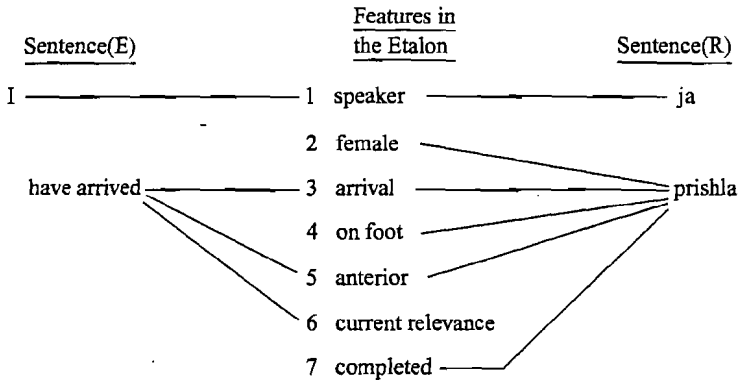 Features in
Sentence(E) the Etalon Sentence(R)
I 1 speaker ja
2 female
have arrived 3 arrival prishla
4 on foot
5 anterior
6 current relevance
7 completed